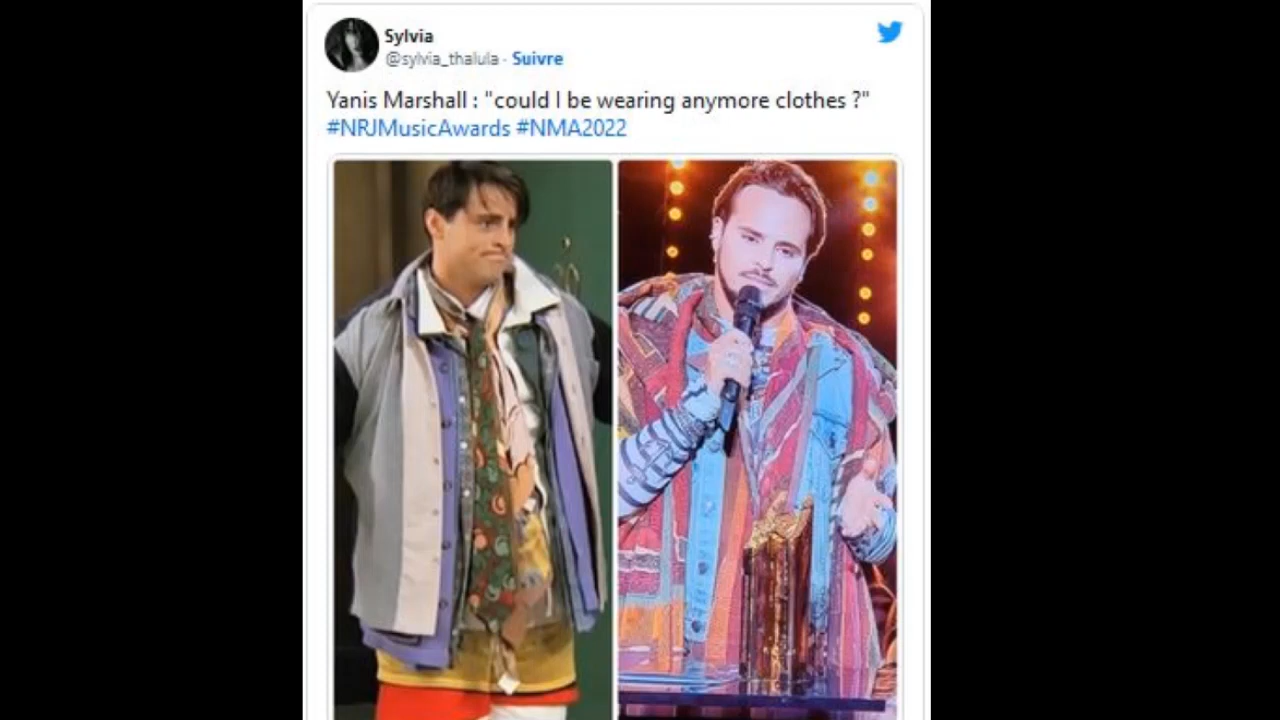 Sylvia
@sylvia_thalula · Suivre
Yanis Marshall : "could I be wearing anymore clothes ?"
#NRJMusicAwards #NMA2022